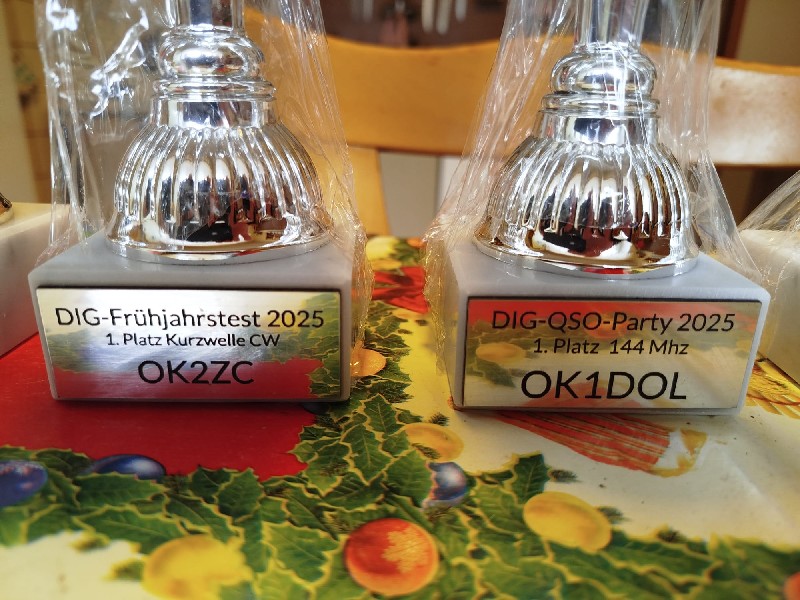 DIG-Frühjahrstest 2025
1. Platz Kurzwelle CW
OK2ZC
DIG-QSO-Party 2025
1. Platz 144 Mhz
OK1DOL